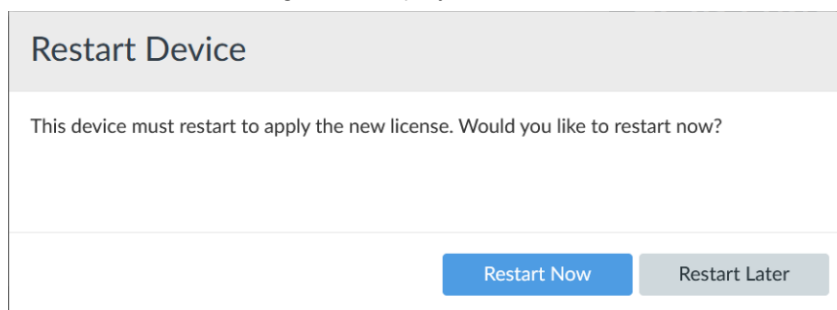 Restart Device
This device must restart to apply the new license. Would you like to restart now?
Restart Now
Restart Later